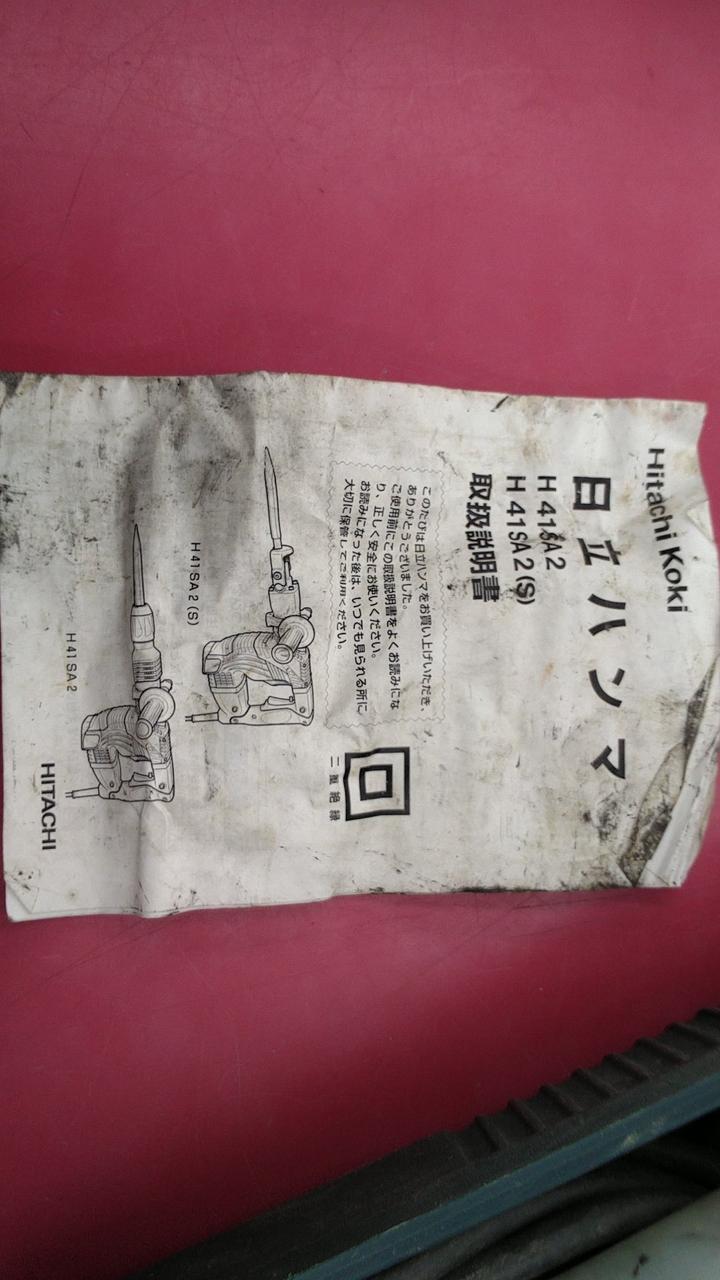 Hitachi Koki
日立ハンマ
H 41SA2
H 41SA2(S)
取扱説明書
このたびは日立ハンマをお買い上げいただき、
ありがとうございました。
ご使用前にこの取扱説明書をよくお読みにな
り、正しく安全にお使いください。
お読みになった後は、いつでも見られる所に
大切に保管してご利用ください。
二重絶縁
H41SA2(S)
H41SA2
HITACHI